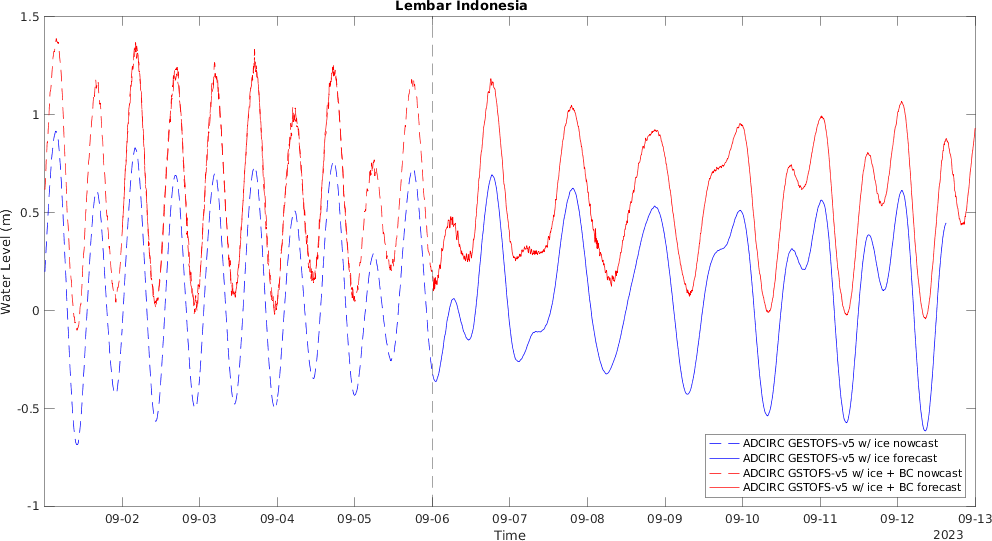 Lembar Indonesia
1.5
1
0.5
0
-0.5
-1
Water Level (m)
ADCIRC GESTOFS-v5 w/ ice nowcast
ADCIRC GESTOFS-v5 w/ ice forecast
ADCIRC GSTOFS-v5 w/ ice + BC nowcast
ADCIRC GSTOFS-v5 w/ ice + BC forecast
09-02 09-03 09-04 09-05 09-06 09-07 09-08 09-09 09-10 09-11 09-12 09-13
Time
2023